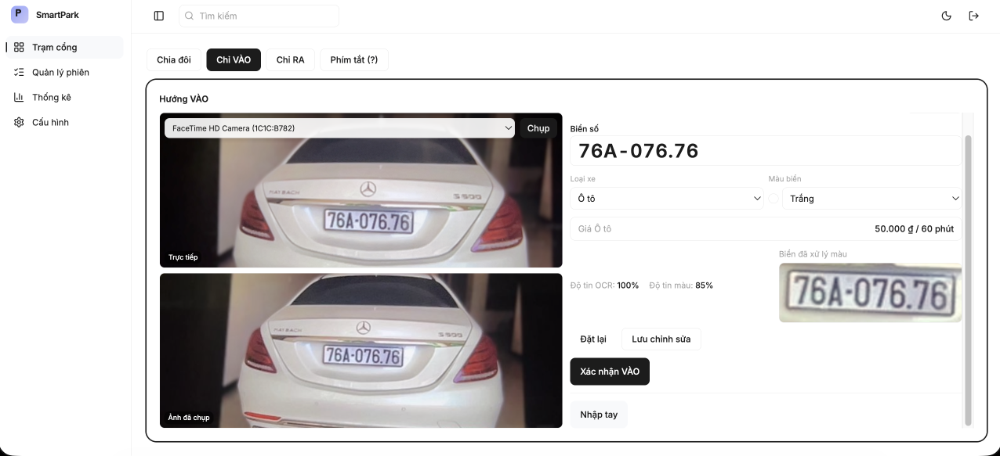 P SmartPark
Tìm kiếm
Trạm cổng
Quản lý phiên
Thống kê
Cấu hình
Chia đôi
Chỉ VÀO
Chỉ RA
Phím tắt (?)
Hướng VÀO
FaceTime HD Camera (1C1C:B782)
Chụp
MAYBACH
S 500
76A-076.76
Trực tiếp
MAYBACH
S 500
76A-076.76
Ảnh đã chụp
Biển số
76A-076.76
Loại xe
Màu biển
Ô tô
Trắng
Giá Ô tô
50.000 ₫ / 60 phút
Biển đã xử lý màu
Độ tin OCR: 100%
Độ tin màu: 85%
76A-076.76
Đặt lại
Lưu chỉnh sửa
Xác nhận VÀO
Nhập tay